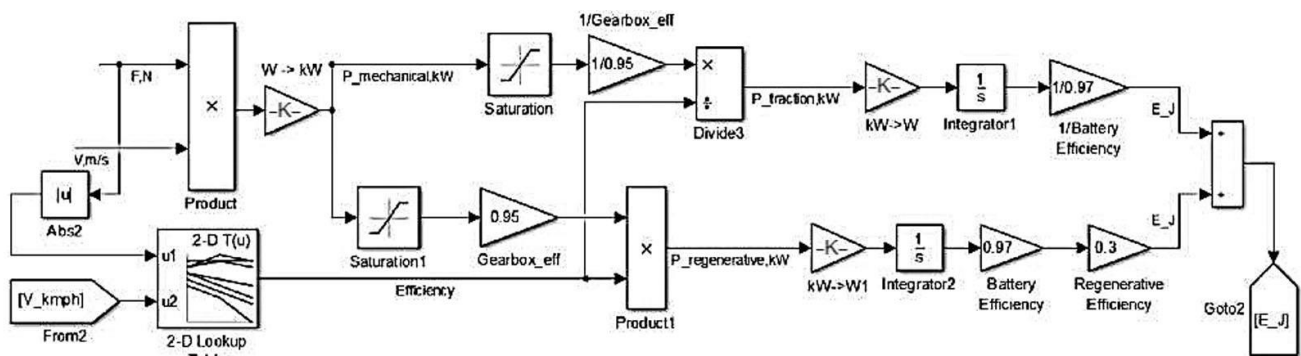 1/Gearbox_eff
F,N
W -> kW
P_mechanical,kW
1/0.95
×
÷
-K-
Saturation
P_traction,kW
-K-
1
s
1/0.97
E_J
Divide3
kW->W
Integrator1
1/Battery
Efficiency
V,m/s
×
|u|
Product
Abs2
0.95
×
2-D T(u)
u1
u2
Saturation1
Gearbox_eff
P_regenerative,kW
-K-
1
s
0.97
0.3
E_J
Efficiency
kW->W1
Integrator2
Battery
Efficiency
Regenerative
Efficiency
Product1
[V_kmph]
From2
2-D Lookup
Goto2
[E_J]